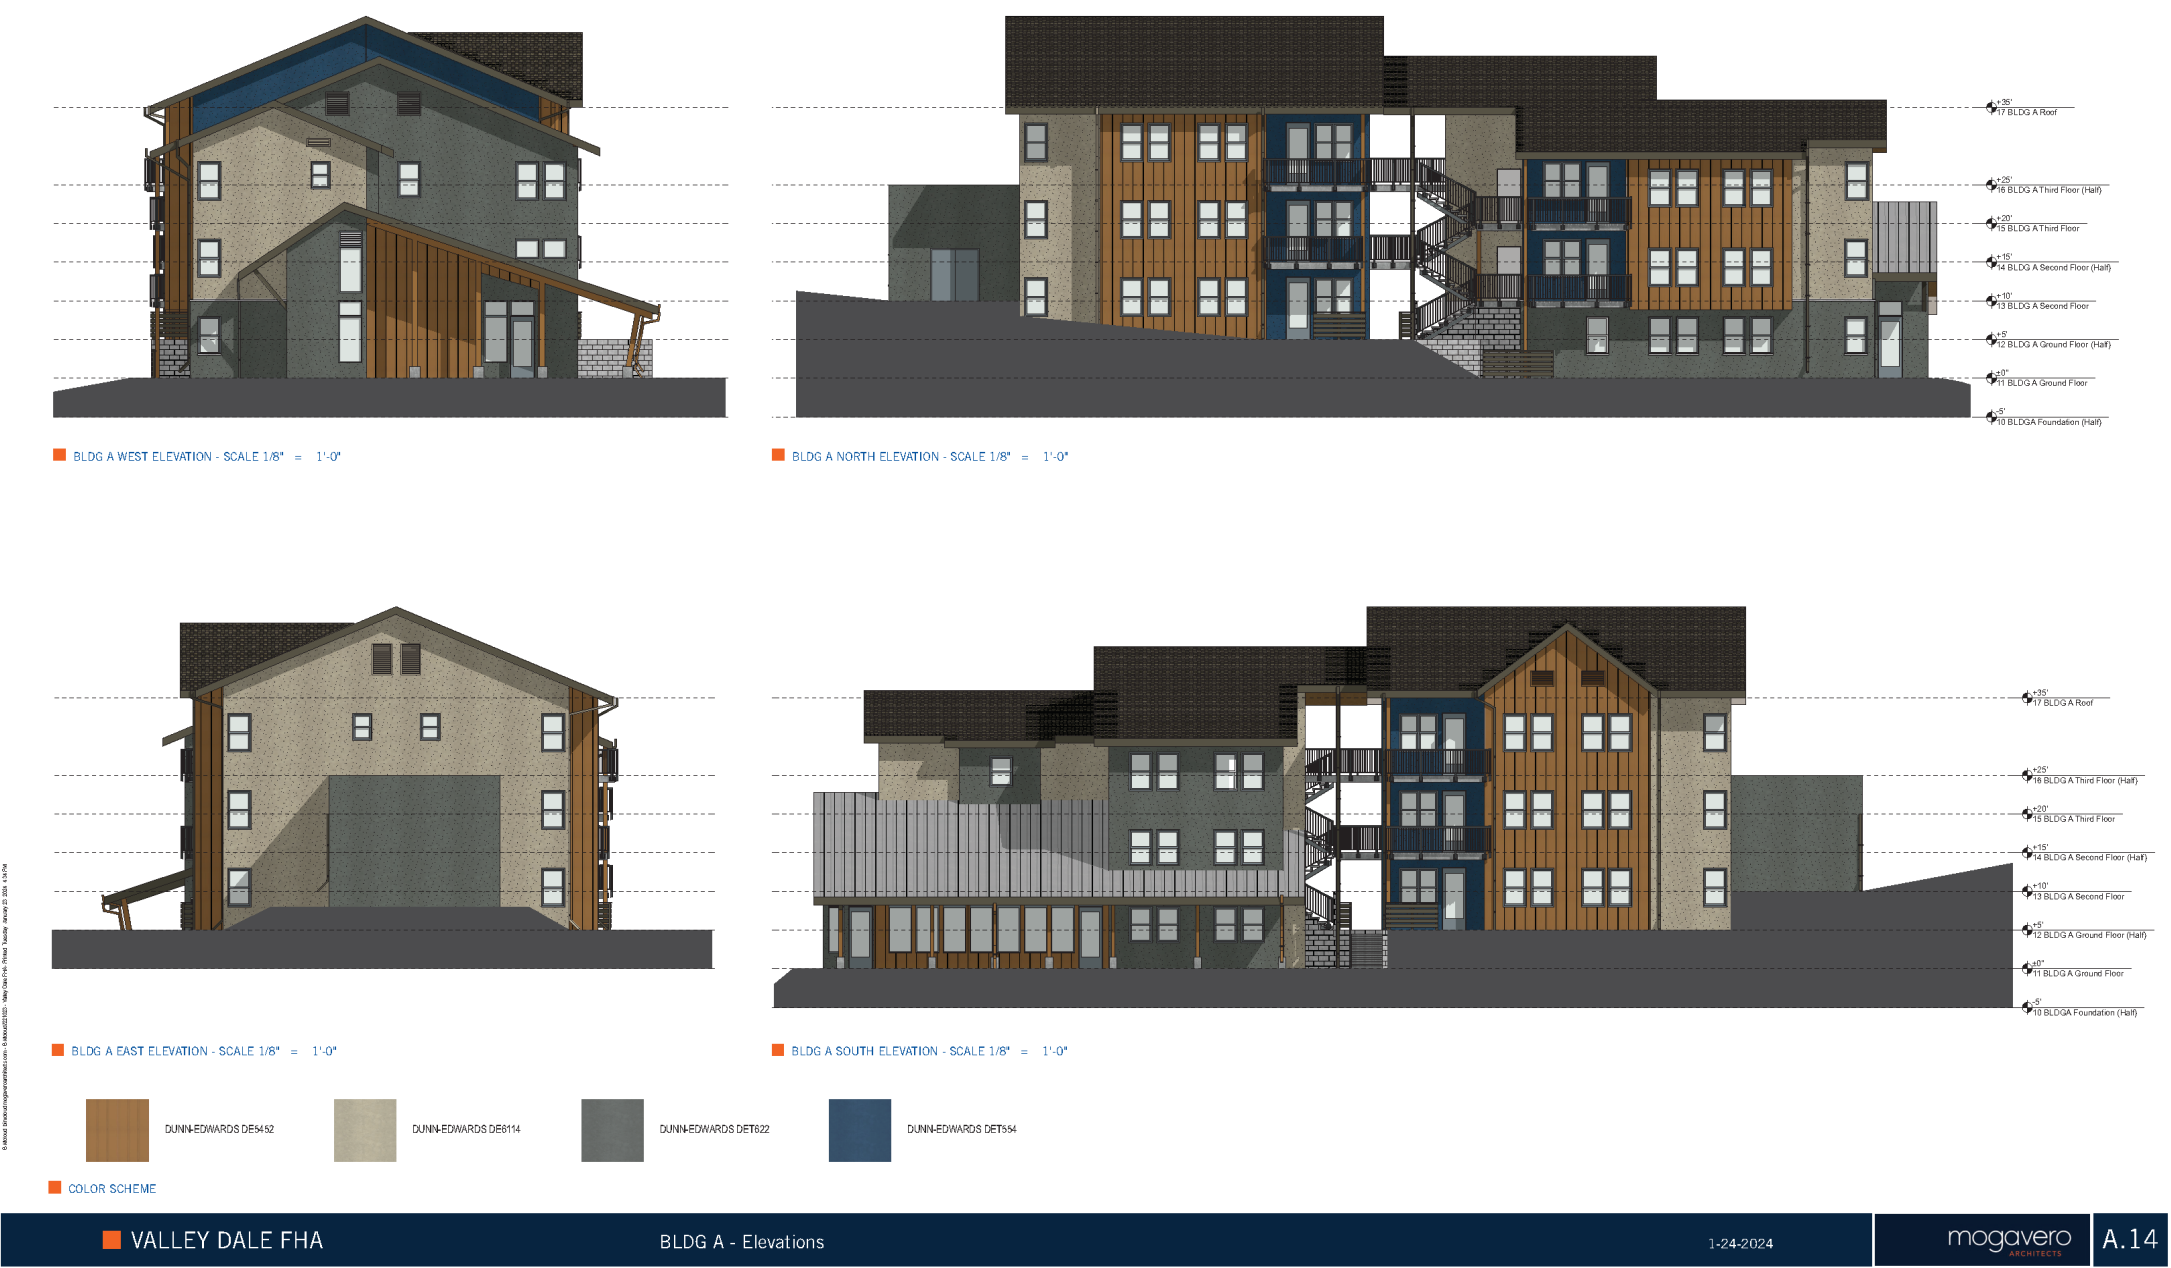 +35'
17 BLDG A Roof
+25'
16 BLDG A Third Floor (Half)
+20'
15 BLDG A Third Floor
+15'
14 BLDG A Second Floor (Half)
+10'
13 BLDG A Second Floor
+5'
12 BLDG A Ground Floor (Half)
±0"
11 BLDG A Ground Floor
-5'
10 BLDGA Foundation (Half)
BLDG A WEST ELEVATION - SCALE 1/8" = 1'-0"
BLDG A NORTH ELEVATION - SCALE 1/8" = 1'-0"
+35'
17 BLDG A Roof
+25'
16 BLDG A Third Floor (Half)
+20'
15 BLDG A Third Floor
+15'
14 BLDG A Second Floor (Half)
+10'
13 BLDG A Second Floor
+5'
12 BLDG A Ground Floor (Half)
±0"
11 BLDG A Ground Floor
-5'
10 BLDGA Foundation (Half)
BLDG A EAST ELEVATION - SCALE 1/8" = 1'-0"
BLDG A SOUTH ELEVATION - SCALE 1/8" = 1'-0"
DUNN-EDWARDS DE5452
DUNN-EDWARDS DE6114
DUNN-EDWARDS DET622
DUNN-EDWARDS DET554
COLOR SCHEME
VALLEY DALE FHA
BLDG A - Elevations
1-24-2024
mogavero
ARCHITECTS
A.14